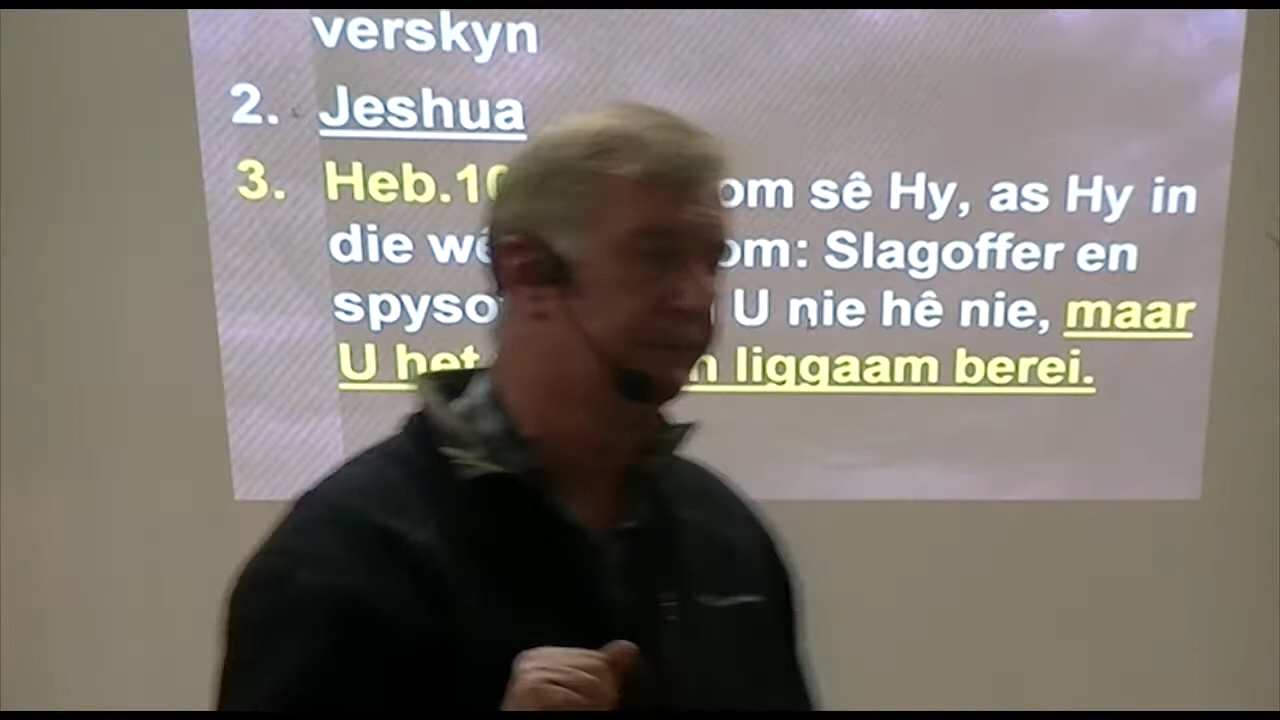 verskyn
2. Jeshua
3. Heb.10 om sê Hy, as Hy in
die wê om: Slagoffer en
spyso U nie hê nie, maar
U het n liggaam berei.